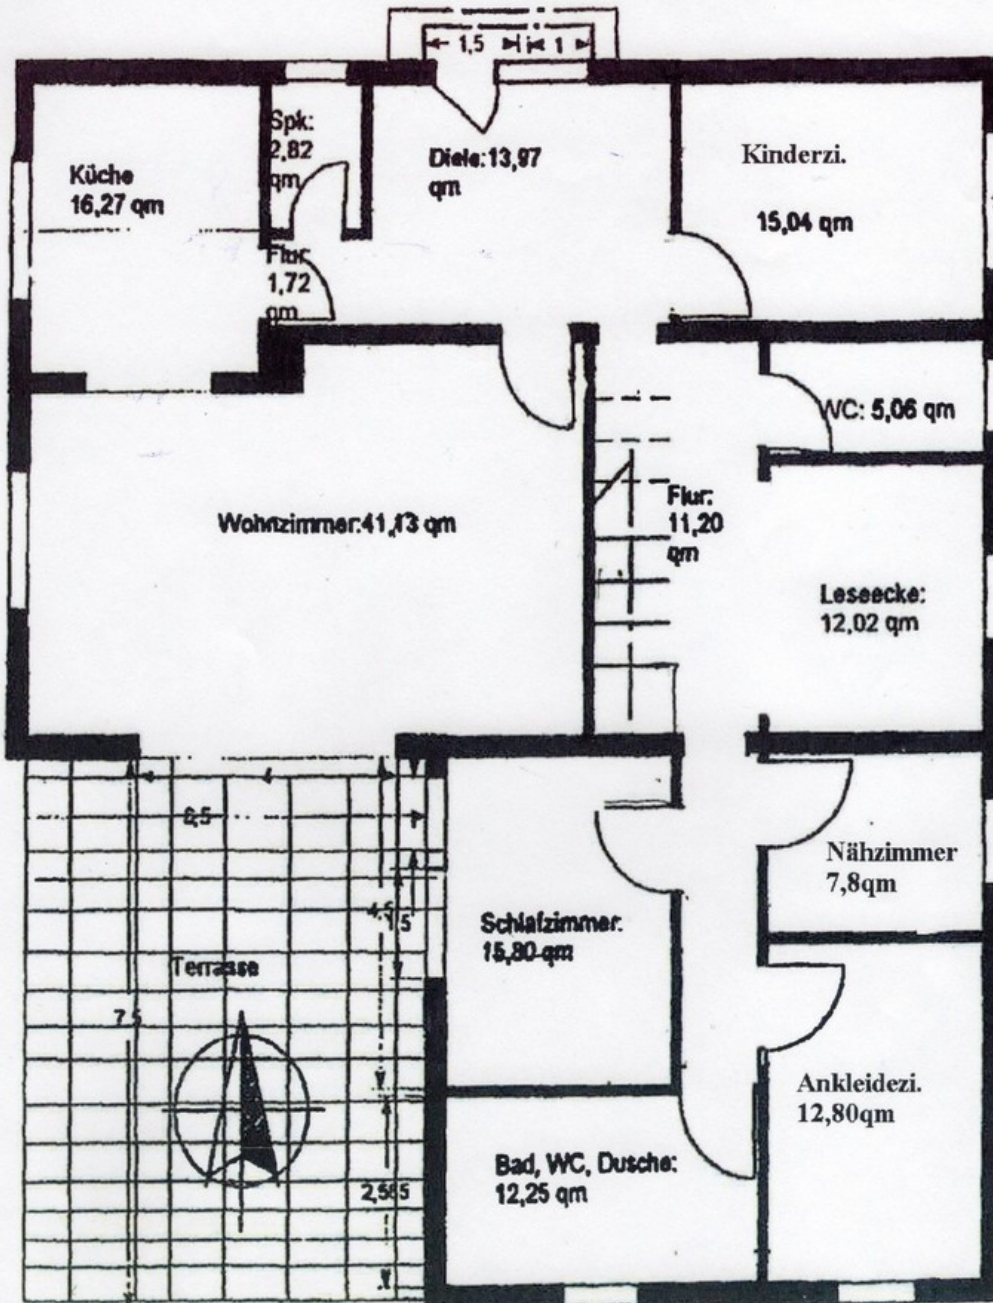 1,5
1
Spk:
2,82
qm
Küche
16,27 qm
Diele:13,97
qm
Kinderzi.
15,04 qm
Flur:
1,72
qm
WC: 5,06 qm
Wohnzimmer:41,13 qm
Flur:
11,20
qm
Leseecke:
12,02 qm
6,5
4,5
1,5
Nähzimmer
7,8qm
Schlafzimmer.
15,80 qm
Terrasse
7,5
Ankleidezi.
12,80qm
Bad, WC, Dusche:
12,25 qm